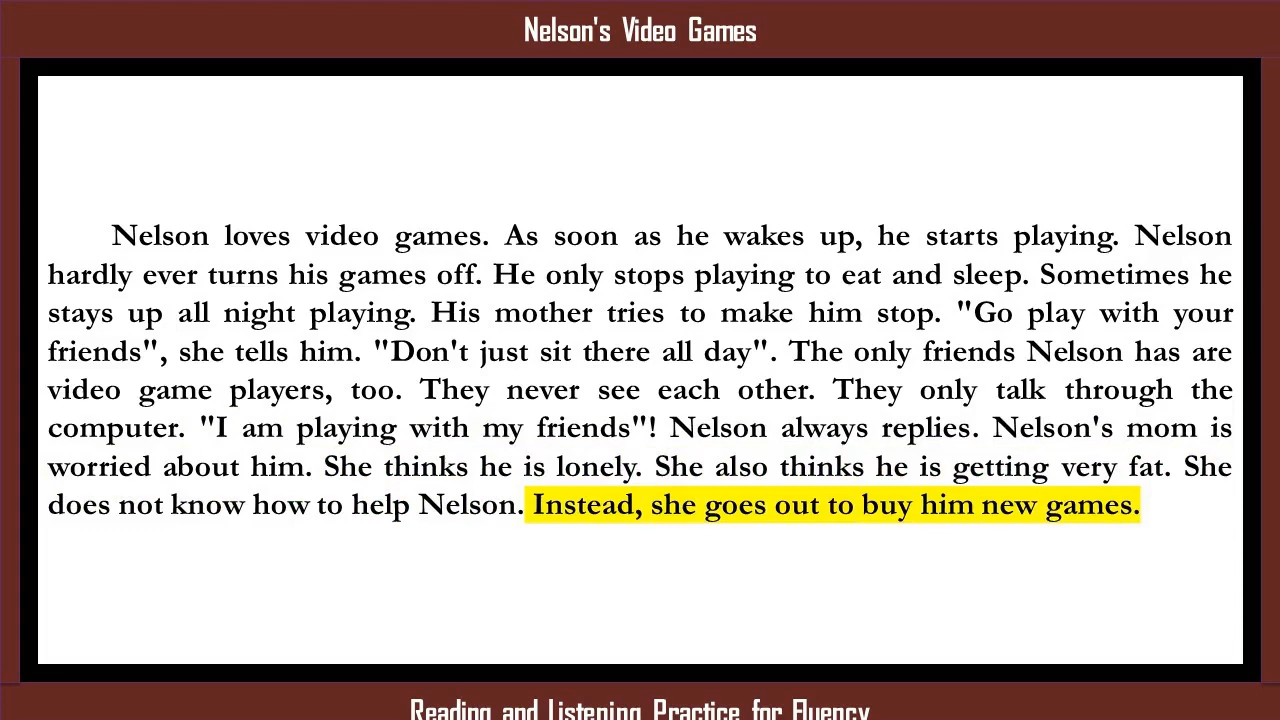 Nelson's Video Games
Nelson loves video games. As soon as he wakes up, he starts playing. Nelson
hardly ever turns his games off. He only stops playing to eat and sleep. Sometimes he
stays up all night playing. His mother tries to make him stop. "Go play with your
friends", she tells him. "Don't just sit there all day". The only friends Nelson has are
video game players, too. They never see each other. They only talk through the
computer. "I am playing with my friends"! Nelson always replies. Nelson's mom is
worried about him. She thinks he is lonely. She also thinks he is getting very fat. She
does not know how to help Nelson. Instead, she goes out to buy him new games.
Reading and Listening Practice for Fluency